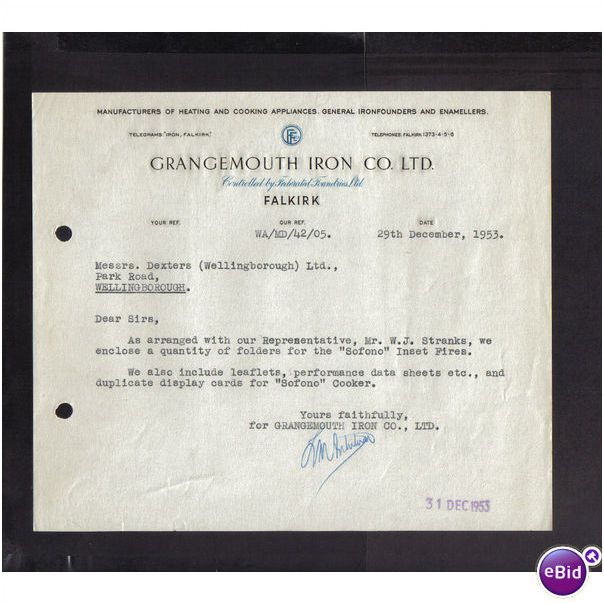 MANUFACTURERS OF HEATING AND COOKING APPLIANCES. GENERAL IRONFOUNDERS AND ENAMELLERS.
TELEGRAMS "IRON, FALKIRK." TELEPHONES: FALKIRK 1373-4-5-6
GRANGEMOUTH IRON CO. LTD.
Controlled by Federated Foundries Ltd
FALKIRK
YOUR REF. OUR REF. DATE
WA/MD/42/05. 29th December, 1953.
Messrs. Dexters (Wellingborough) Ltd.,
Park Road,
WELLINGBOROUGH.
Dear Sirs,
As arranged with our Representative, Mr. W.J. Stranks, we
enclose a quantity of folders for the "Sofono" Inset Fires.
We also include leaflets, performance data sheets etc., and
duplicate display cards for "Sofono" Cooker.
Yours faithfully,
for GRANGEMOUTH IRON CO., LTD.
31 DEC 1953
eBid